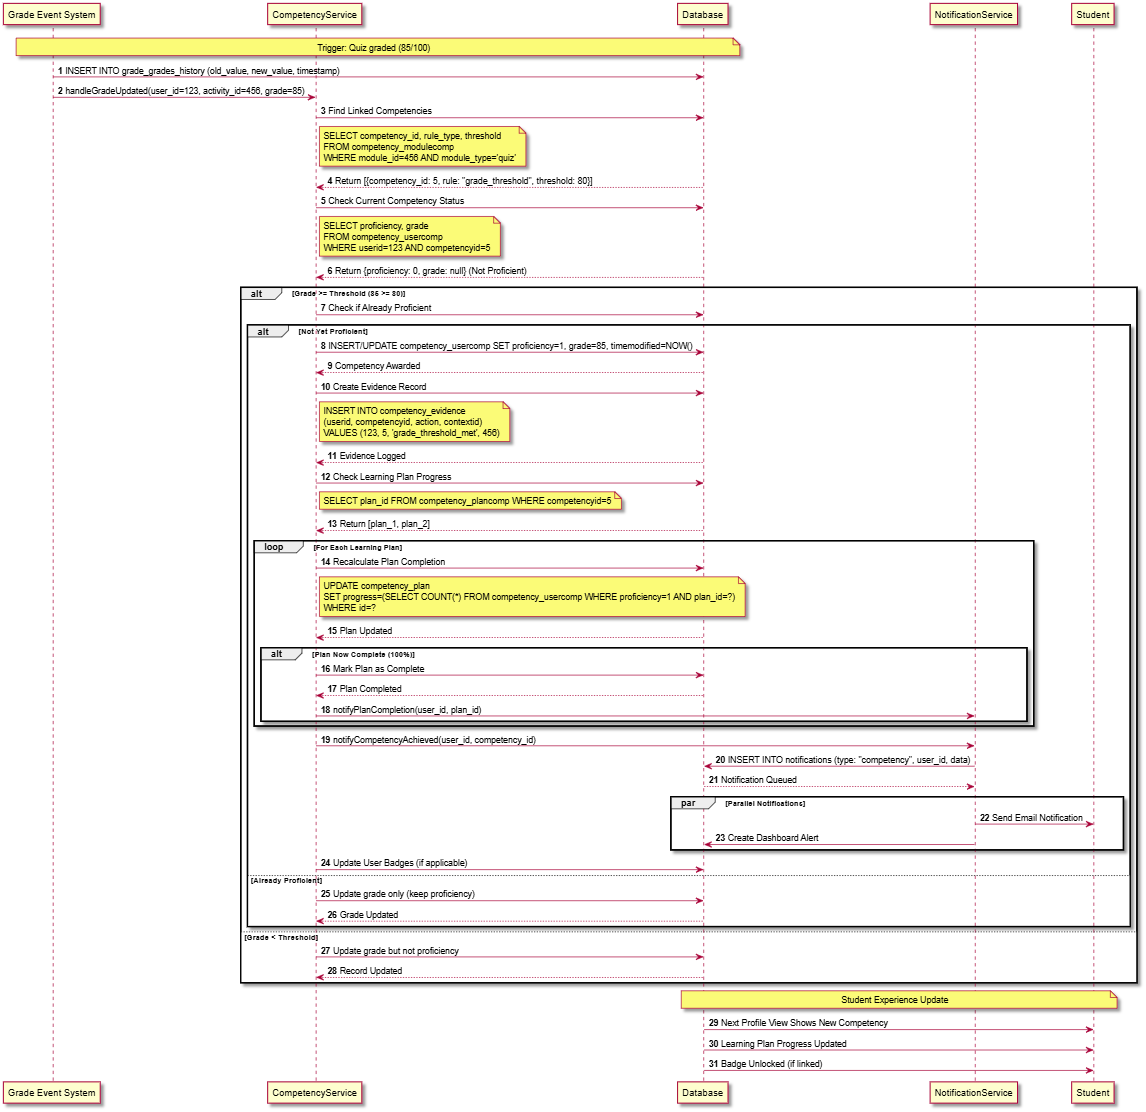 Grade Event System
CompetencyService
Database
NotificationService
Student
Trigger: Quiz graded (85/100)
1 INSERT INTO grade_grades_history (old_value, new_value, timestamp)
2 handleGradeUpdated(user_id=123, activity_id=456, grade=85)
3 Find Linked Competencies
SELECT competency_id, rule_type, threshold
FROM competency_modulecomp
WHERE module_id=456 AND module_type='quiz'
4 Return [{competency_id: 5, rule: "grade_threshold", threshold: 80}]
5 Check Current Competency Status
SELECT proficiency, grade
FROM competency_usercomp
WHERE userid=123 AND competencyid=5
6 Return {proficiency: 0, grade: null} (Not Proficient)
alt [Grade >= Threshold (85 >= 80)]
7 Check if Already Proficient
alt [Not Yet Proficient]
8 INSERT/UPDATE competency_usercomp SET proficiency=1, grade=85, timemodified=NOW()
9 Competency Awarded
10 Create Evidence Record
INSERT INTO competency_evidence
(userid, competencyid, action, contextid)
VALUES (123, 5, 'grade_threshold_met', 456)
11 Evidence Logged
12 Check Learning Plan Progress
SELECT plan_id FROM competency_plancomp WHERE competencyid=5
13 Return [plan_1, plan_2]
loop [For Each Learning Plan]
14 Recalculate Plan Completion
UPDATE competency_plan
SET progress=(SELECT COUNT(*) FROM competency_usercomp WHERE proficiency=1 AND plan_id=?)
WHERE id=?
15 Plan Updated
alt [Plan Now Complete (100%)]
16 Mark Plan as Complete
17 Plan Completed
18 notifyPlanCompletion(user_id, plan_id)
19 notifyCompetencyAchieved(user_id, competency_id)
20 INSERT INTO notifications (type: "competency", user_id, data)
21 Notification Queued
par [Parallel Notifications]
22 Send Email Notification
23 Create Dashboard Alert
24 Update User Badges (if applicable)
[Already Proficient]
25 Update grade only (keep proficiency)
26 Grade Updated
[Grade < Threshold]
27 Update grade but not proficiency
28 Record Updated
Student Experience Update
29 Next Profile View Shows New Competency
30 Learning Plan Progress Updated
31 Badge Unlocked (if linked)
Grade Event System
CompetencyService
Database
NotificationService
Student